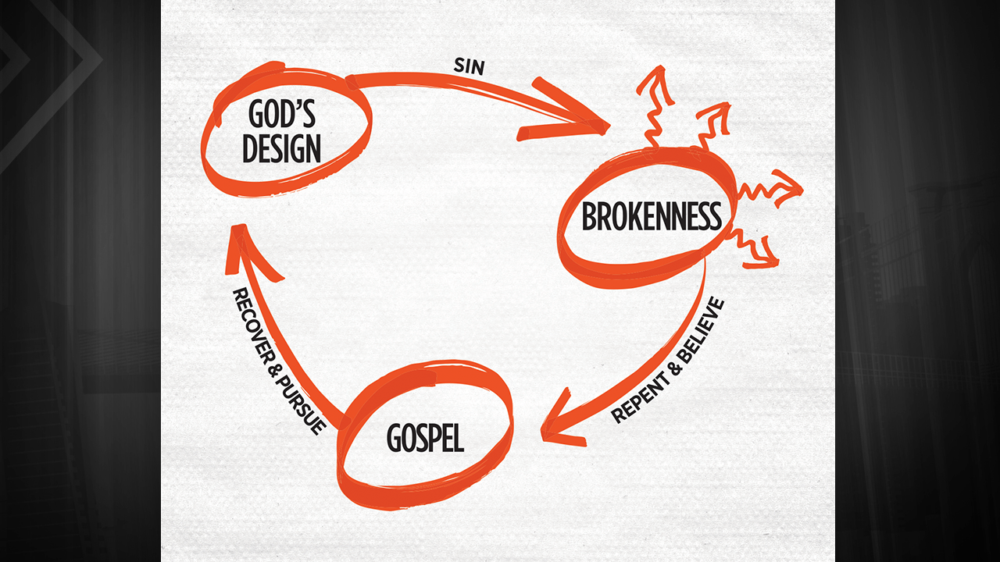 SIN
GOD'S
DESIGN
BROKENNESS
REPENT & BELIEVE
GOSPEL
RECOVER & PURSUE